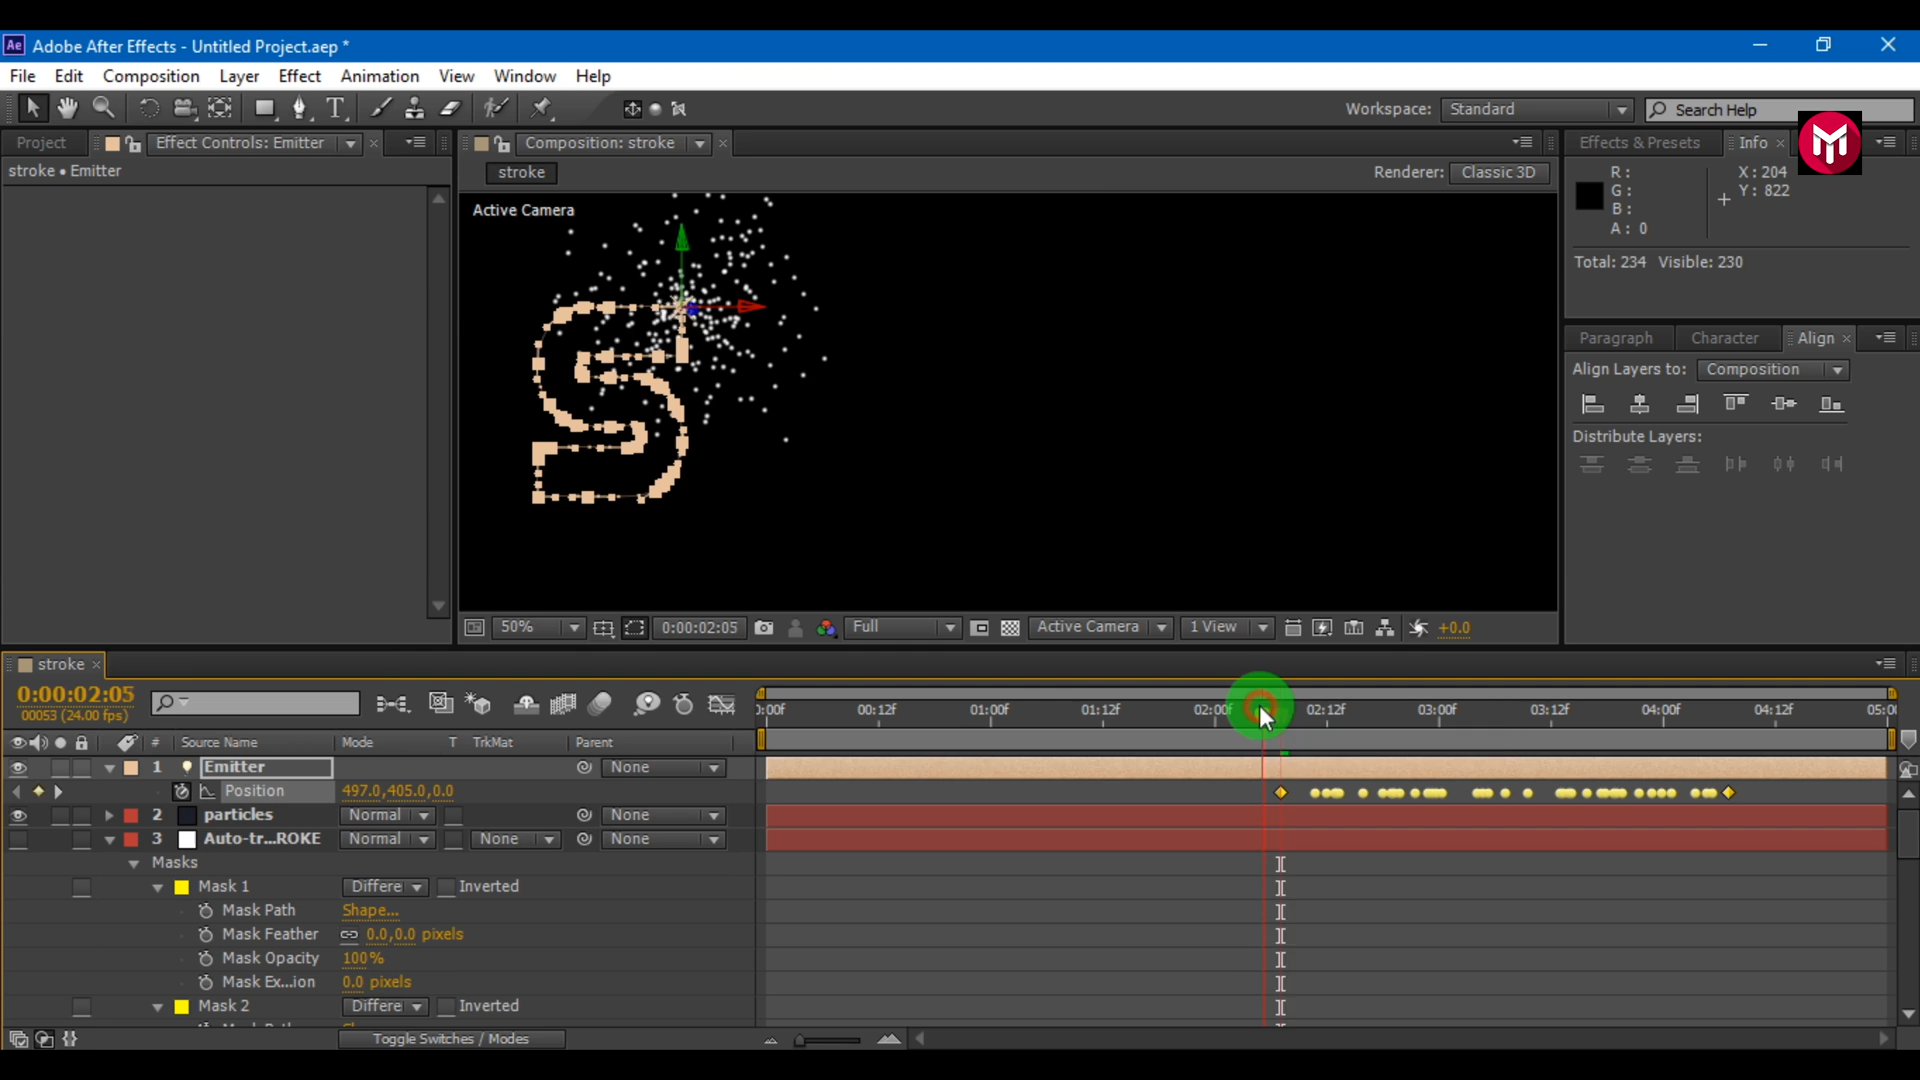 Ae Adobe After Effects - Untitled Project.aep *
File Edit Composition Layer Effect Animation View Window Help
Workspace: Standard Search Help
Project Effect Controls: Emitter Composition: stroke Effects & Presets Info
stroke • Emitter
stroke Renderer: Classic 3D
Active Camera
R:
G:
B:
A: 0
X: 204
Y: 822
Total: 234 Visible: 230
Paragraph Character Align
Align Layers to: Composition
Distribute Layers:
50% 0:00:02:05 Full Active Camera 1 View +0.0
stroke
0:00:02:05
00053 (24.00 fps)
00f 00:12f 01:00f 01:12f 02:00f 02:12f 03:00f 03:12f 04:00f 04:12f 05:00
# Source Name Mode T TrkMat Parent
1 Emitter None
Position 497.0,405.0,0.0
2 particles Normal None
3 Auto-tr...ROKE Normal None None
Masks
Mask 1 Differe Inverted
Mask Path Shape...
Mask Feather 0.0,0.0 pixels
Mask Opacity 100%
Mask Ex...ion 0.0 pixels
Mask 2 Differe Inverted
Toggle Switches / Modes